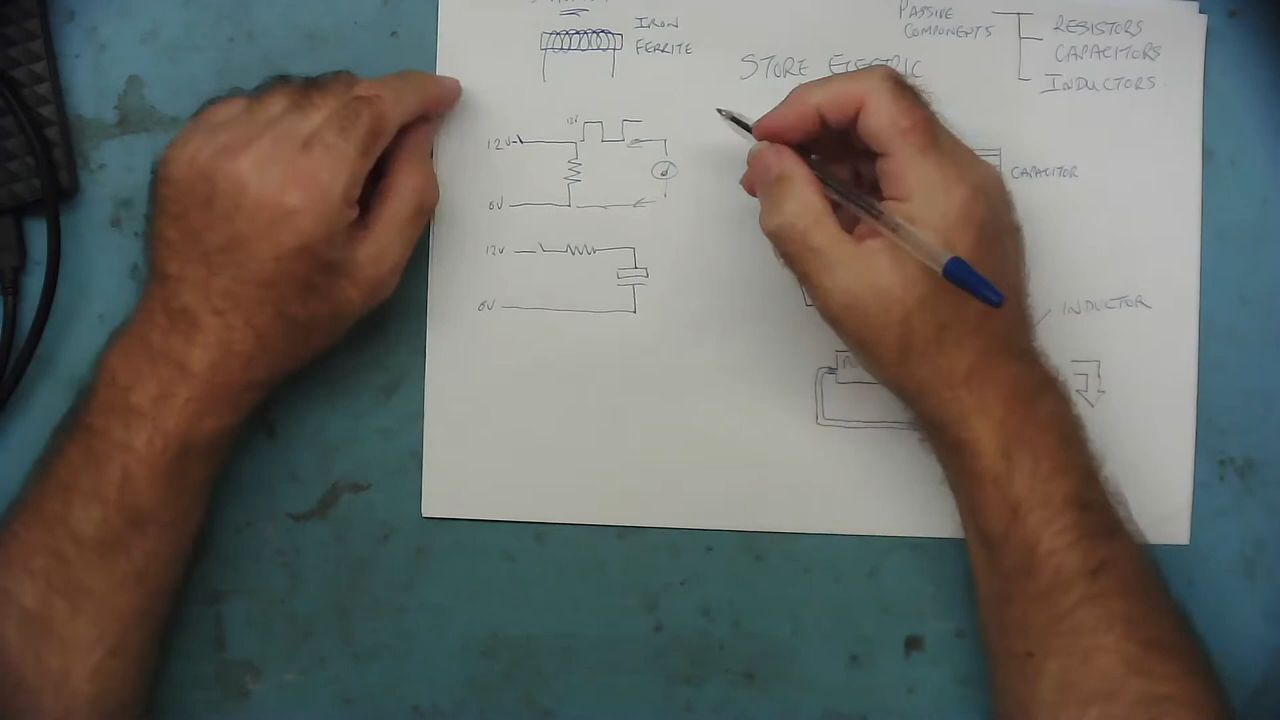 IRON
FERRITE
PASSIVE
COMPONENTS
RESISTORS
CAPACITORS
INDUCTORS
STORE ELECTRIC
12V
12V
0V
CAPACITOR
12V
0V
INDUCTOR